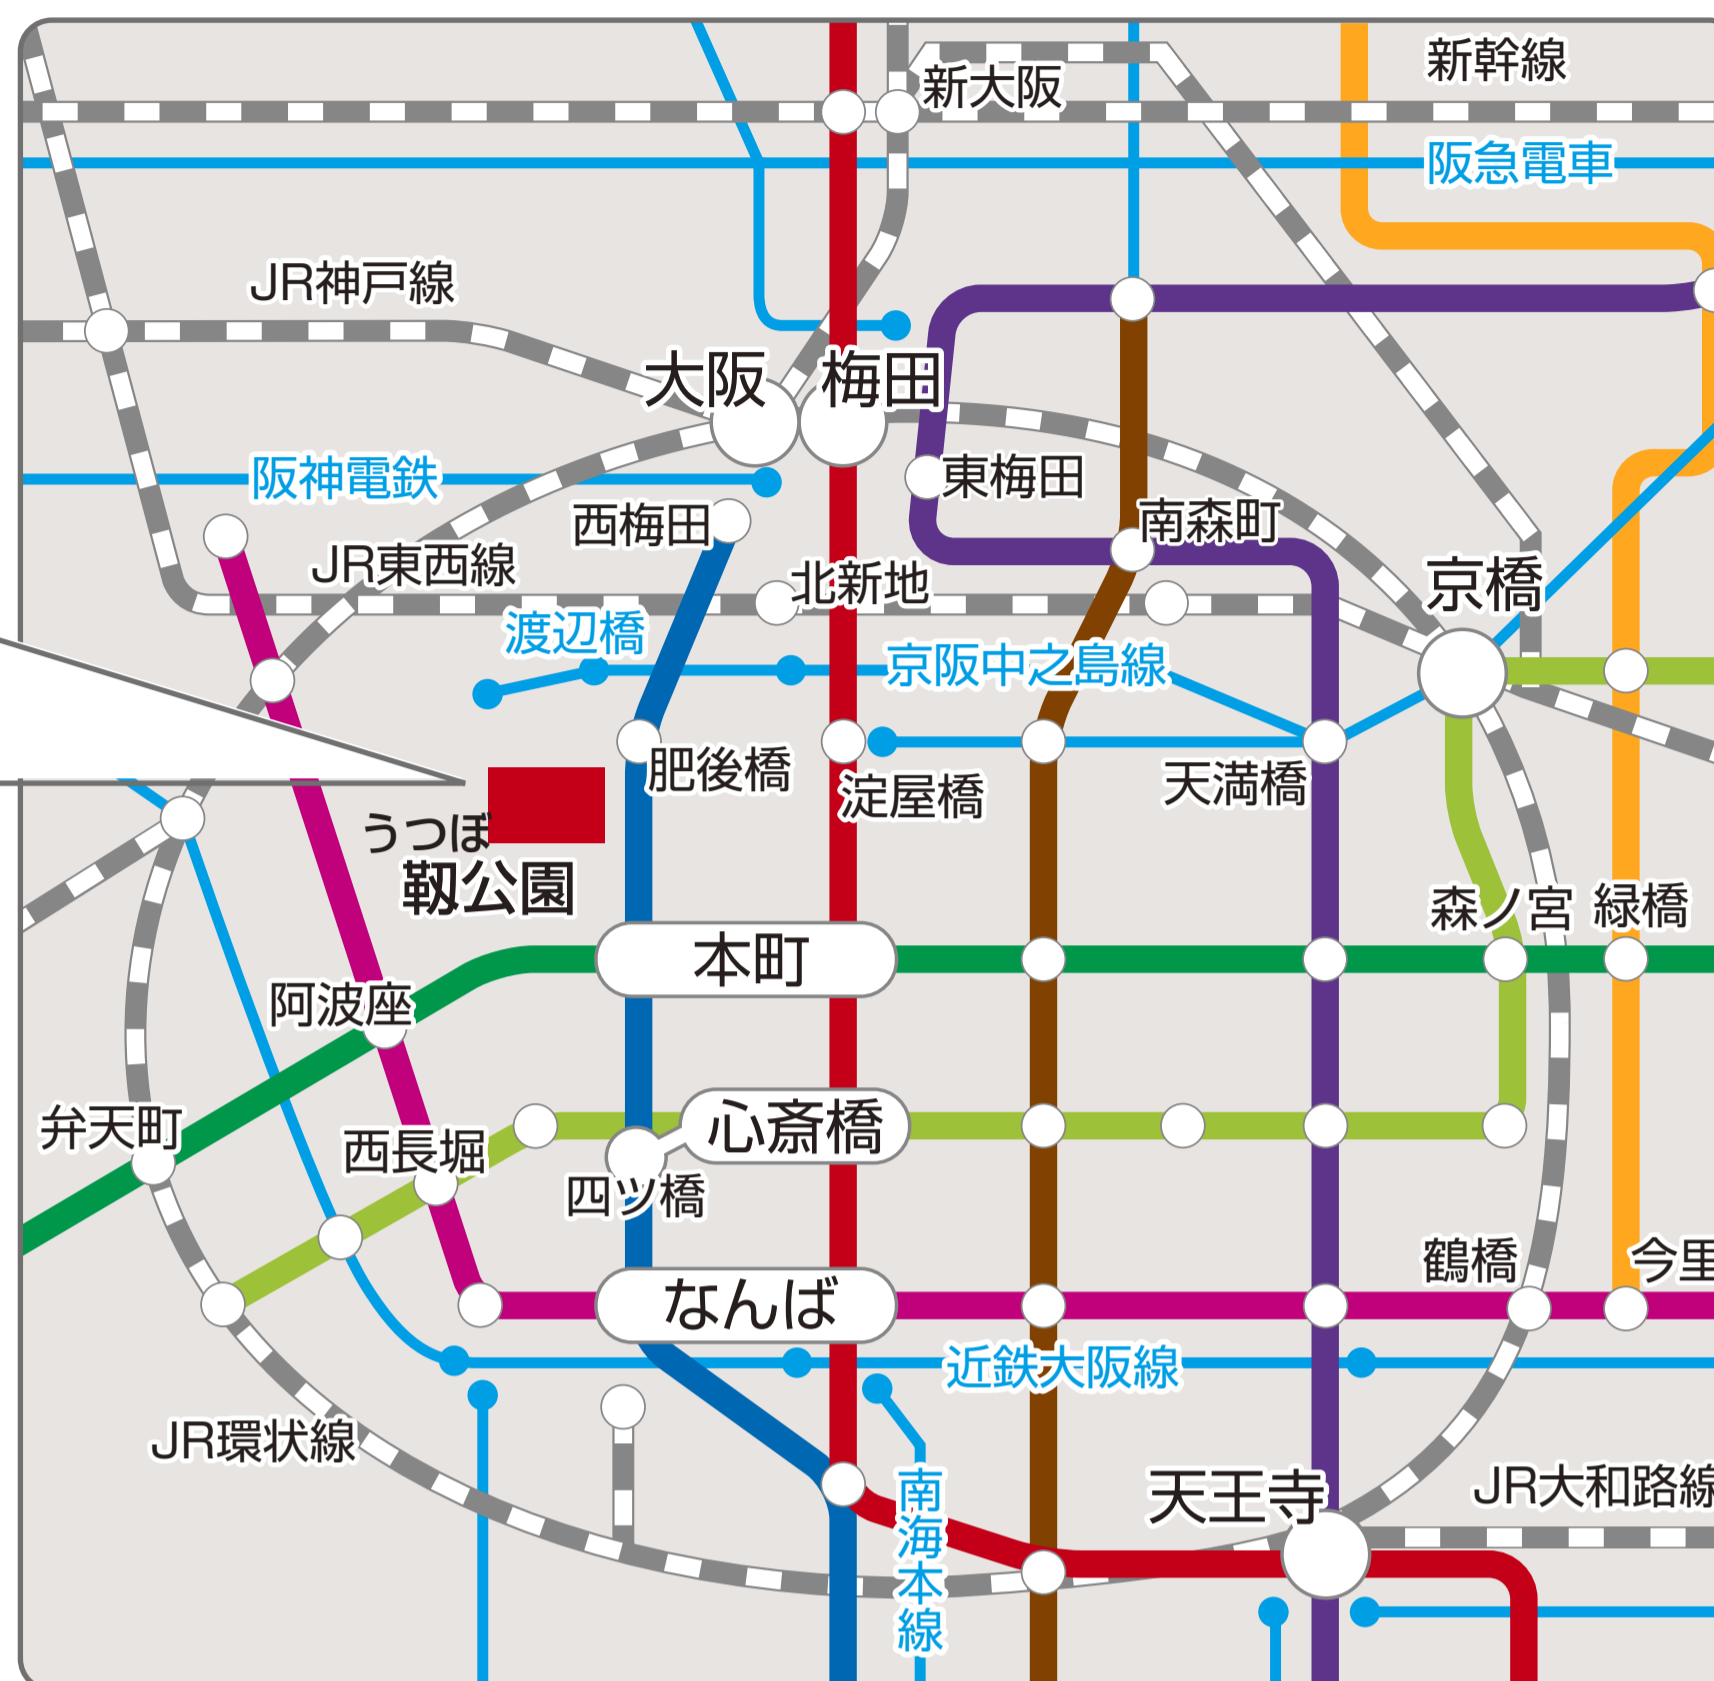 新幹線
新大阪
阪急電車
JR神戸線
大阪
梅田
阪神電鉄
東梅田
西梅田
南森町
JR東西線
北新地
京橋
渡辺橋
京阪中之島線
肥後橋
淀屋橋
天満橋
うつぼ
靱公園
森ノ宮
緑橋
本町
阿波座
弁天町
西長堀
心斎橋
四ツ橋
鶴橋
今里
なんば
近鉄大阪線
JR環状線
南海本線
天王寺
JR大和路線